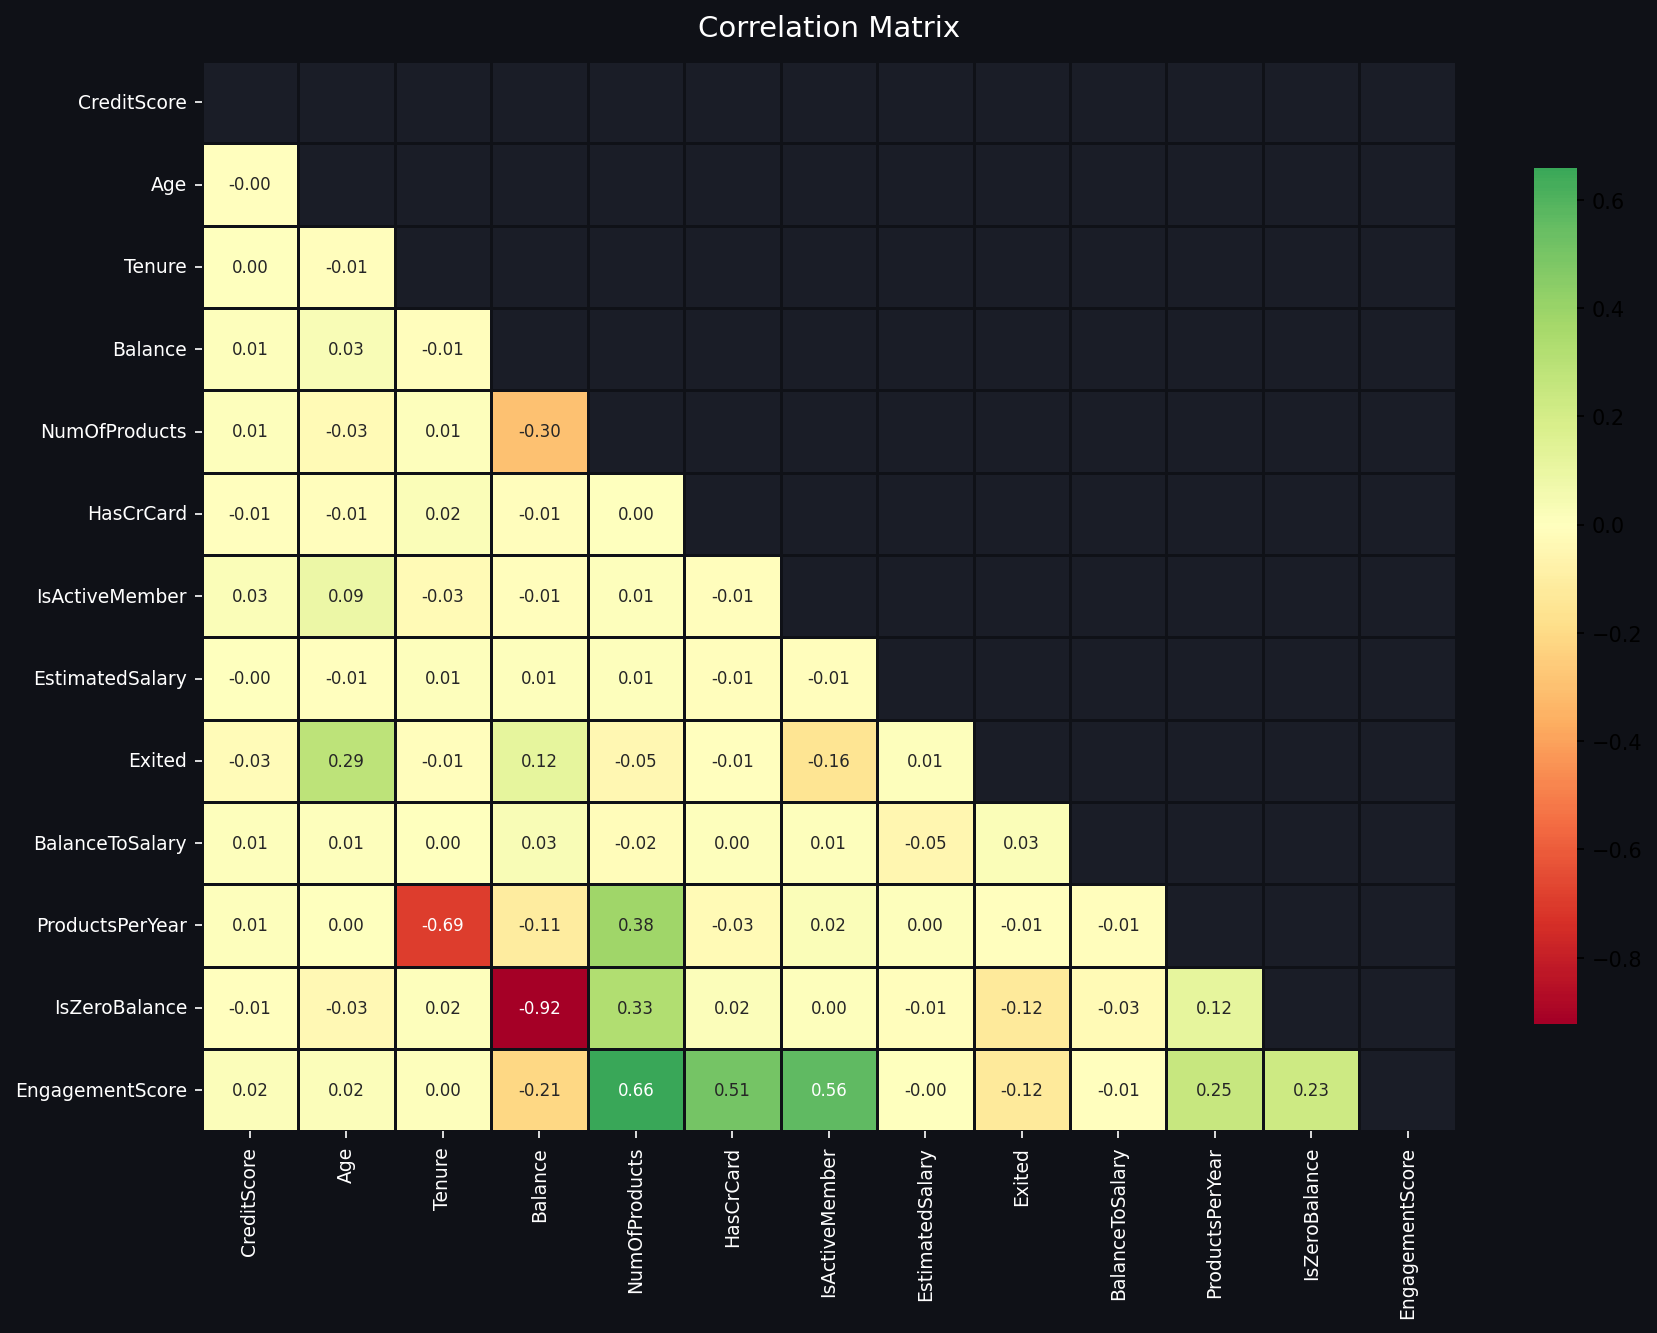 Correlation Matrix
CreditScore
Age -0.00
Tenure 0.00 -0.01
Balance 0.01 0.03 -0.01
NumOfProducts 0.01 -0.03 0.01 -0.30
HasCrCard -0.01 -0.01 0.02 -0.01 0.00
IsActiveMember 0.03 0.09 -0.03 -0.01 0.01 -0.01
EstimatedSalary -0.00 -0.01 0.01 0.01 0.01 -0.01 -0.01
Exited -0.03 0.29 -0.01 0.12 -0.05 -0.01 -0.16 0.01
BalanceToSalary 0.01 0.01 0.00 0.03 -0.02 0.00 0.01 -0.05 0.03
ProductsPerYear 0.01 0.00 -0.69 -0.11 0.38 -0.03 0.02 0.00 -0.01 -0.01
IsZeroBalance -0.01 -0.03 0.02 -0.92 0.33 0.02 0.00 -0.01 -0.12 -0.03 0.12
EngagementScore 0.02 0.02 0.00 -0.21 0.66 0.51 0.56 -0.00 -0.12 -0.01 0.25 0.23
CreditScore
Age
Tenure
Balance
NumOfProducts
HasCrCard
IsActiveMember
EstimatedSalary
Exited
BalanceToSalary
ProductsPerYear
IsZeroBalance
EngagementScore
0.6
0.4
0.2
0.0
−0.2
−0.4
−0.6
−0.8